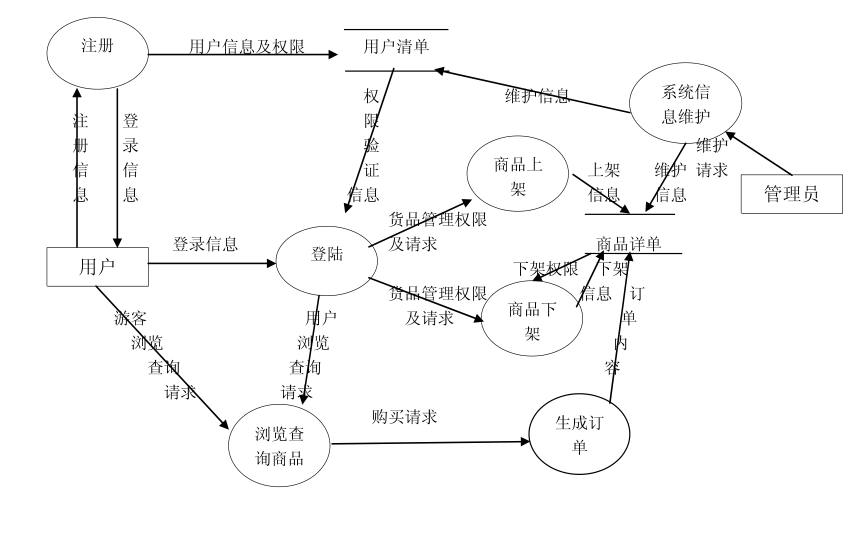 注册
用户信息及权限
用户清单
维护信息
系统信
息维护
注
册
信
息
登
录
信
息
权
限
验
证
信息
商品上
架
上架
信息
维护
信息
维护
请求
管理员
货品管理权限
及请求
商品详单
登录信息
用户
登陆
下架权限
下架
信息
货品管理权限
及请求
商品下
架
订
单
内
容
游客
浏览
查询
请求
用户
浏览
查询
请求
购买请求
浏览查
询商品
生成订
单